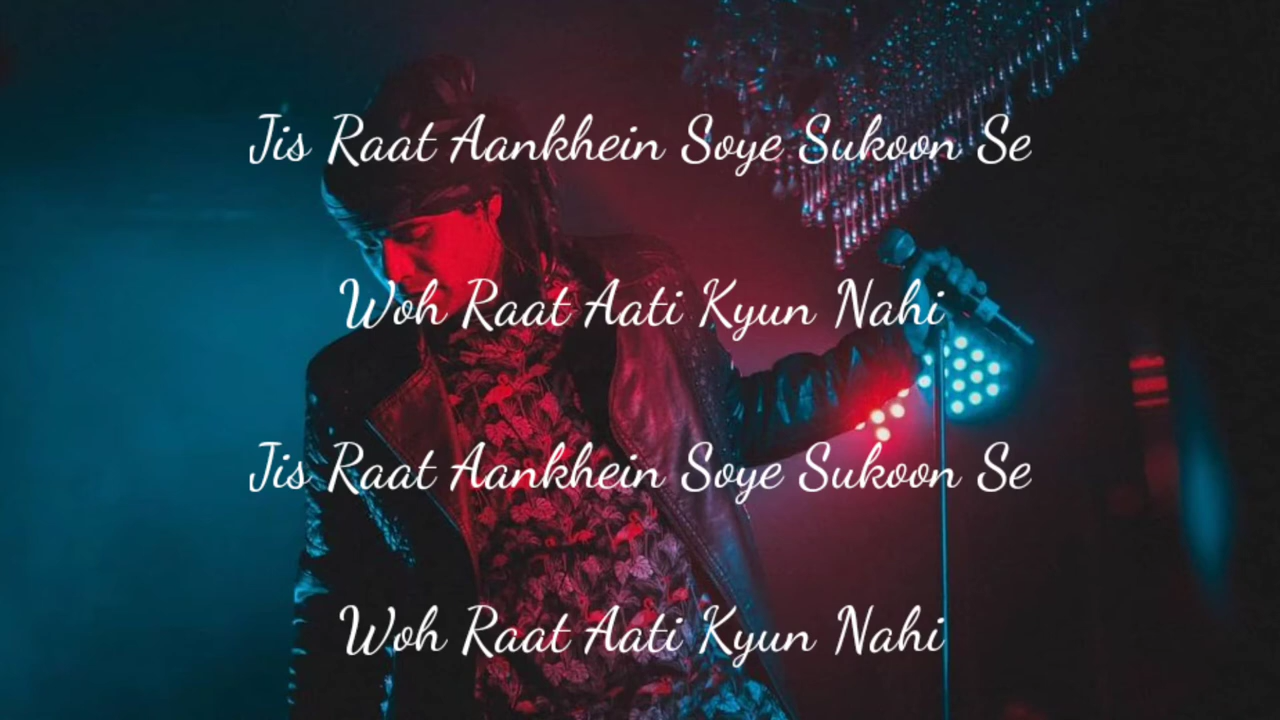 Jis Raat Aankhein Soye Sukoon Se
Woh Raat Aati Kyun Nahi
Jis Raat Aankhein Soye Sukoon Se
Woh Raat Aati Kyun Nahi